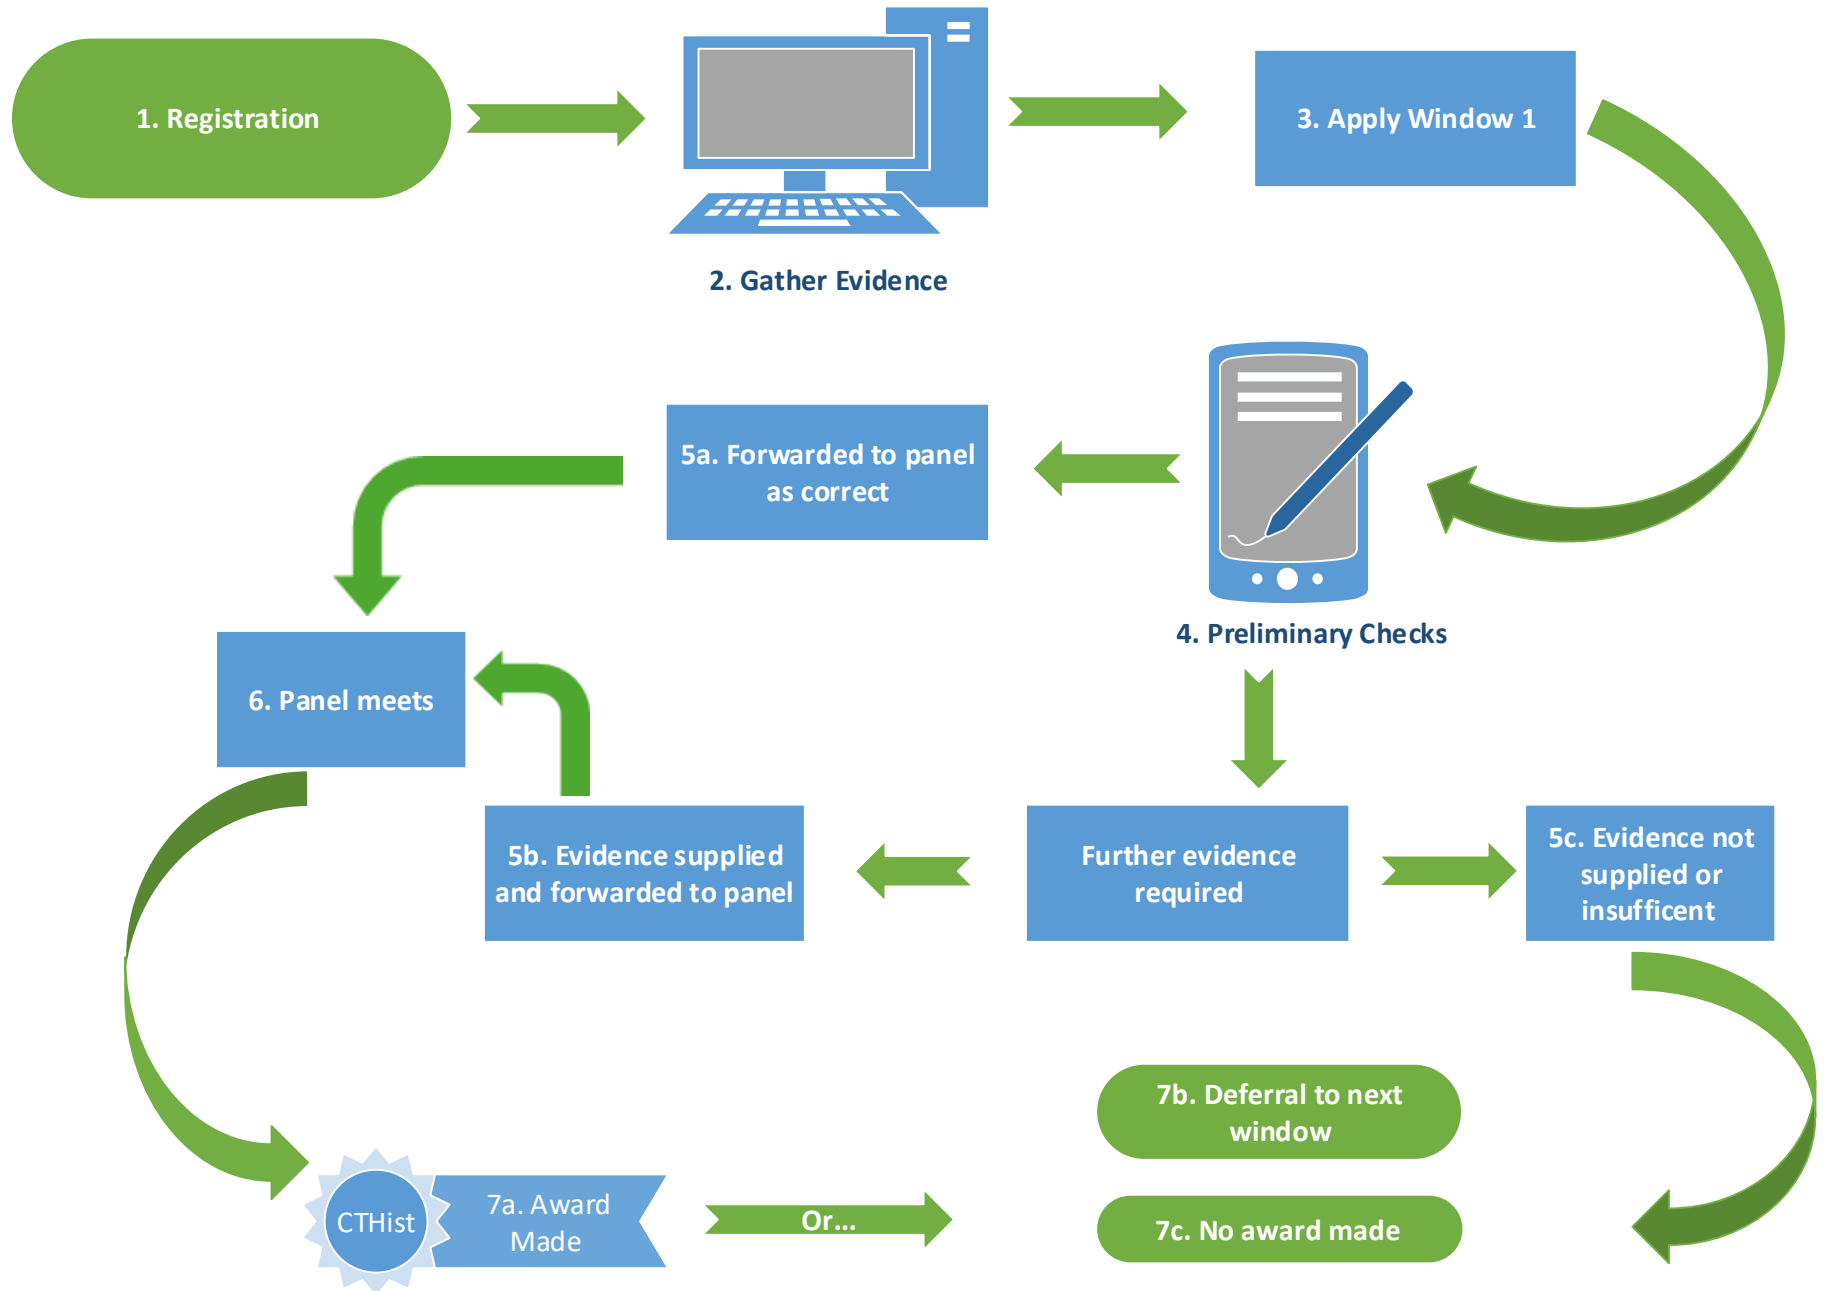 1. Registration
2. Gather Evidence
3. Apply Window 1
4. Preliminary Checks
5a. Forwarded to panel
as correct
6. Panel meets
Further evidence
required
5b. Evidence supplied
and forwarded to panel
5c. Evidence not
supplied or
insufficent
CTHist
7a. Award
Made
Or...
7b. Deferral to next
window
7c. No award made